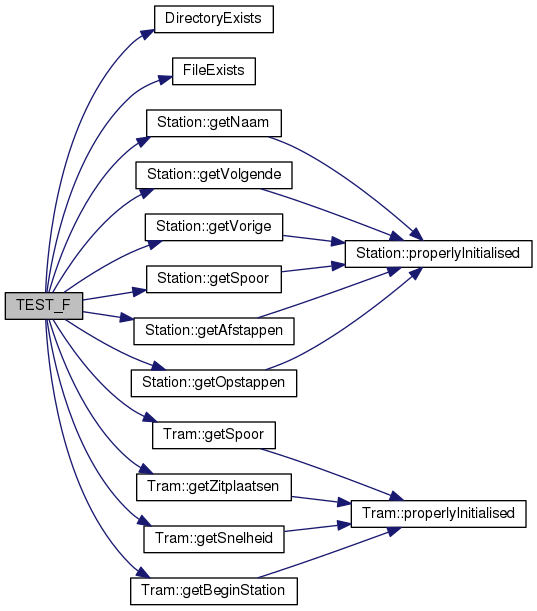 DirectoryExists
FileExists
Station::getNaam
Station::getVolgende
Station::getVorige
Station::properlyInitialised
Station::getSpoor
TEST_F
Station::getAfstappen
Station::getOpstappen
Tram::getSpoor
Tram::getZitplaatsen
Tram::properlyInitialised
Tram::getSnelheid
Tram::getBeginStation